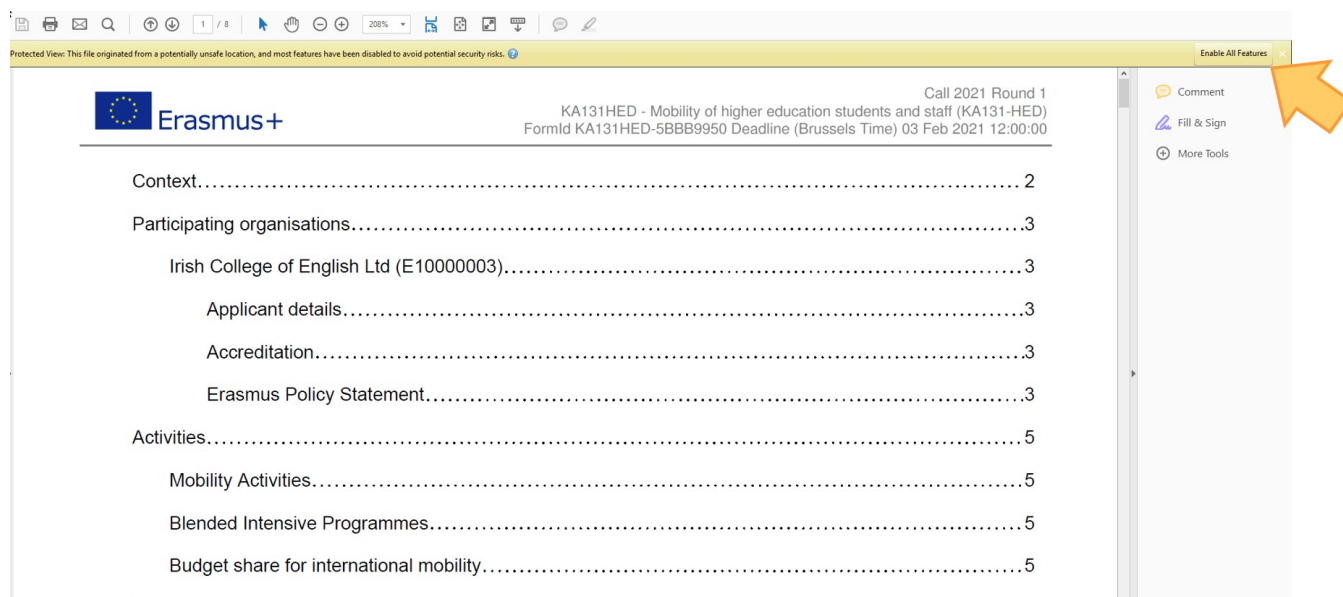 1 / 8 208%
Protected View: This file originated from a potentially unsafe location, and most features have been disabled to avoid potential security risks. Enable All Features
Erasmus+
Call 2021 Round 1
KA131HED - Mobility of higher education students and staff (KA131-HED)
FormId KA131HED-5BBB9950 Deadline (Brussels Time) 03 Feb 2021 12:00:00
Comment
Fill & Sign
More Tools
Context 2
Participating organisations 3
Irish College of English Ltd (E10000003) 3
Applicant details 3
Accreditation 3
Erasmus Policy Statement 3
Activities 5
Mobility Activities 5
Blended Intensive Programmes 5
Budget share for international mobility 5